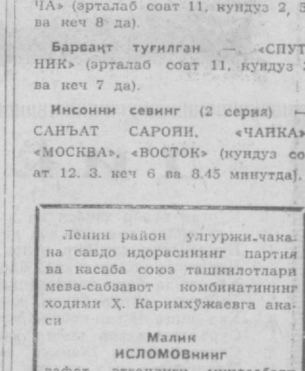 ЧА» (эрталаб соат 11, кундуз 2, 5
ва кеч 8 да).
Барвақт туғилган — «СПУТ
НИК» (эрталаб соат 11, кундуз
ва кеч 7 да).
Инсонни севинг (2 серия) —
САНЪАТ САРОЙИ, «ЧАЙКА»
«МОСКВА», «ВОСТОК» (кундуз со
ат 12. 3. кеч 6 ва 8.45 минутда).
Ленин район улгуржи-чака
на савдо идорасининг партия
ва касаба союз ташкилотлари
мева-сабзавот комбинатининг
ходими Ҳ. Каримхўжаевга ака-
си
Малик
ИСЛОМОВнинг